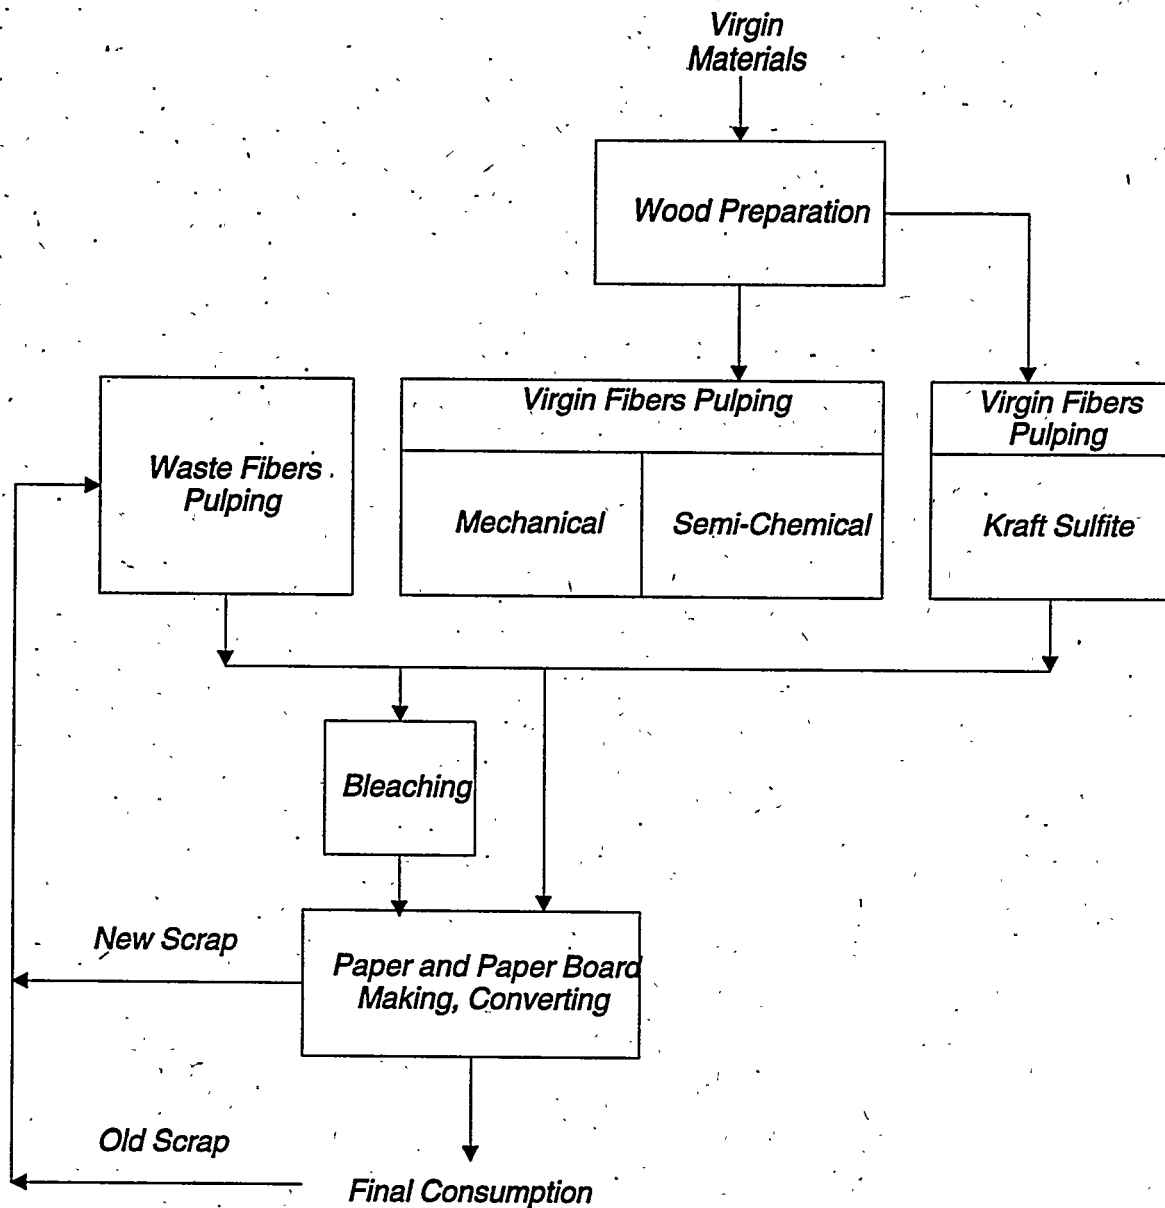 Virgin
Materials
Wood Preparation
Virgin Fibers Pulping
Virgin Fibers
Pulping
Waste Fibers
Pulping
Mechanical
Semi-Chemical
Kraft Sulfite
Bleaching
New Scrap
Paper and Paper Board
Making, Converting
Old Scrap
Final Consumption